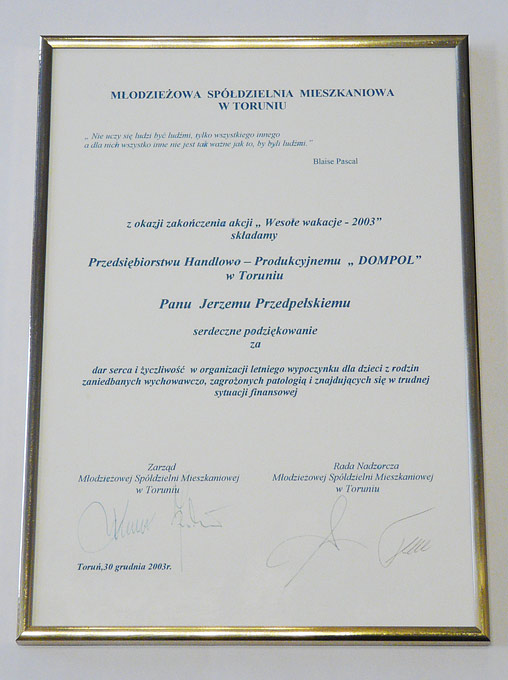 MŁODZIEŻOWA SPÓŁDZIELNIA MIESZKANIOWA
W TORUNIU
„ Nie uczy się ludzi być ludźmi, tylko wszystkiego innego
a dla nich wszystko inne nie jest tak ważne jak to, by byli ludźmi.”
Blaise Pascal
z okazji zakończenia akcji „ Wesołe wakacje - 2003”
składamy
Przedsiębiorstwu Handlowo – Produkcyjnemu „ DOMPOL”
w Toruniu
Panu Jerzemu Przedpełskiemu
serdeczne podziękowanie
za
dar serca i życzliwość w organizacji letniego wypoczynku dla dzieci z rodzin
zaniedbanych wychowawczo, zagrożonych patologią i znajdujących się w trudnej
sytuacji finansowej
Zarząd
Młodzieżowej Spółdzielni Mieszkaniowej
w Toruniu
Rada Nadzorcza
Młodzieżowej Spółdzielni Mieszkaniowej
w Toruniu
Toruń,30 grudnia 2003r.